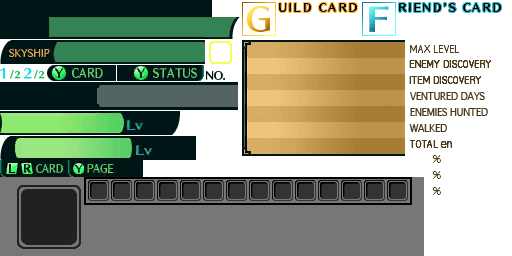 GUILD CARD
FRIEND'S CARD
SKYSHIP
1/2 2/2 Y CARD Y STATUS NO.
Lv
Lv
L R CARD Y PAGE
MAX LEVEL
ENEMY DISCOVERY
ITEM DISCOVERY
VENTURED DAYS
ENEMIES HUNTED
WALKED
TOTAL en
%
%
%